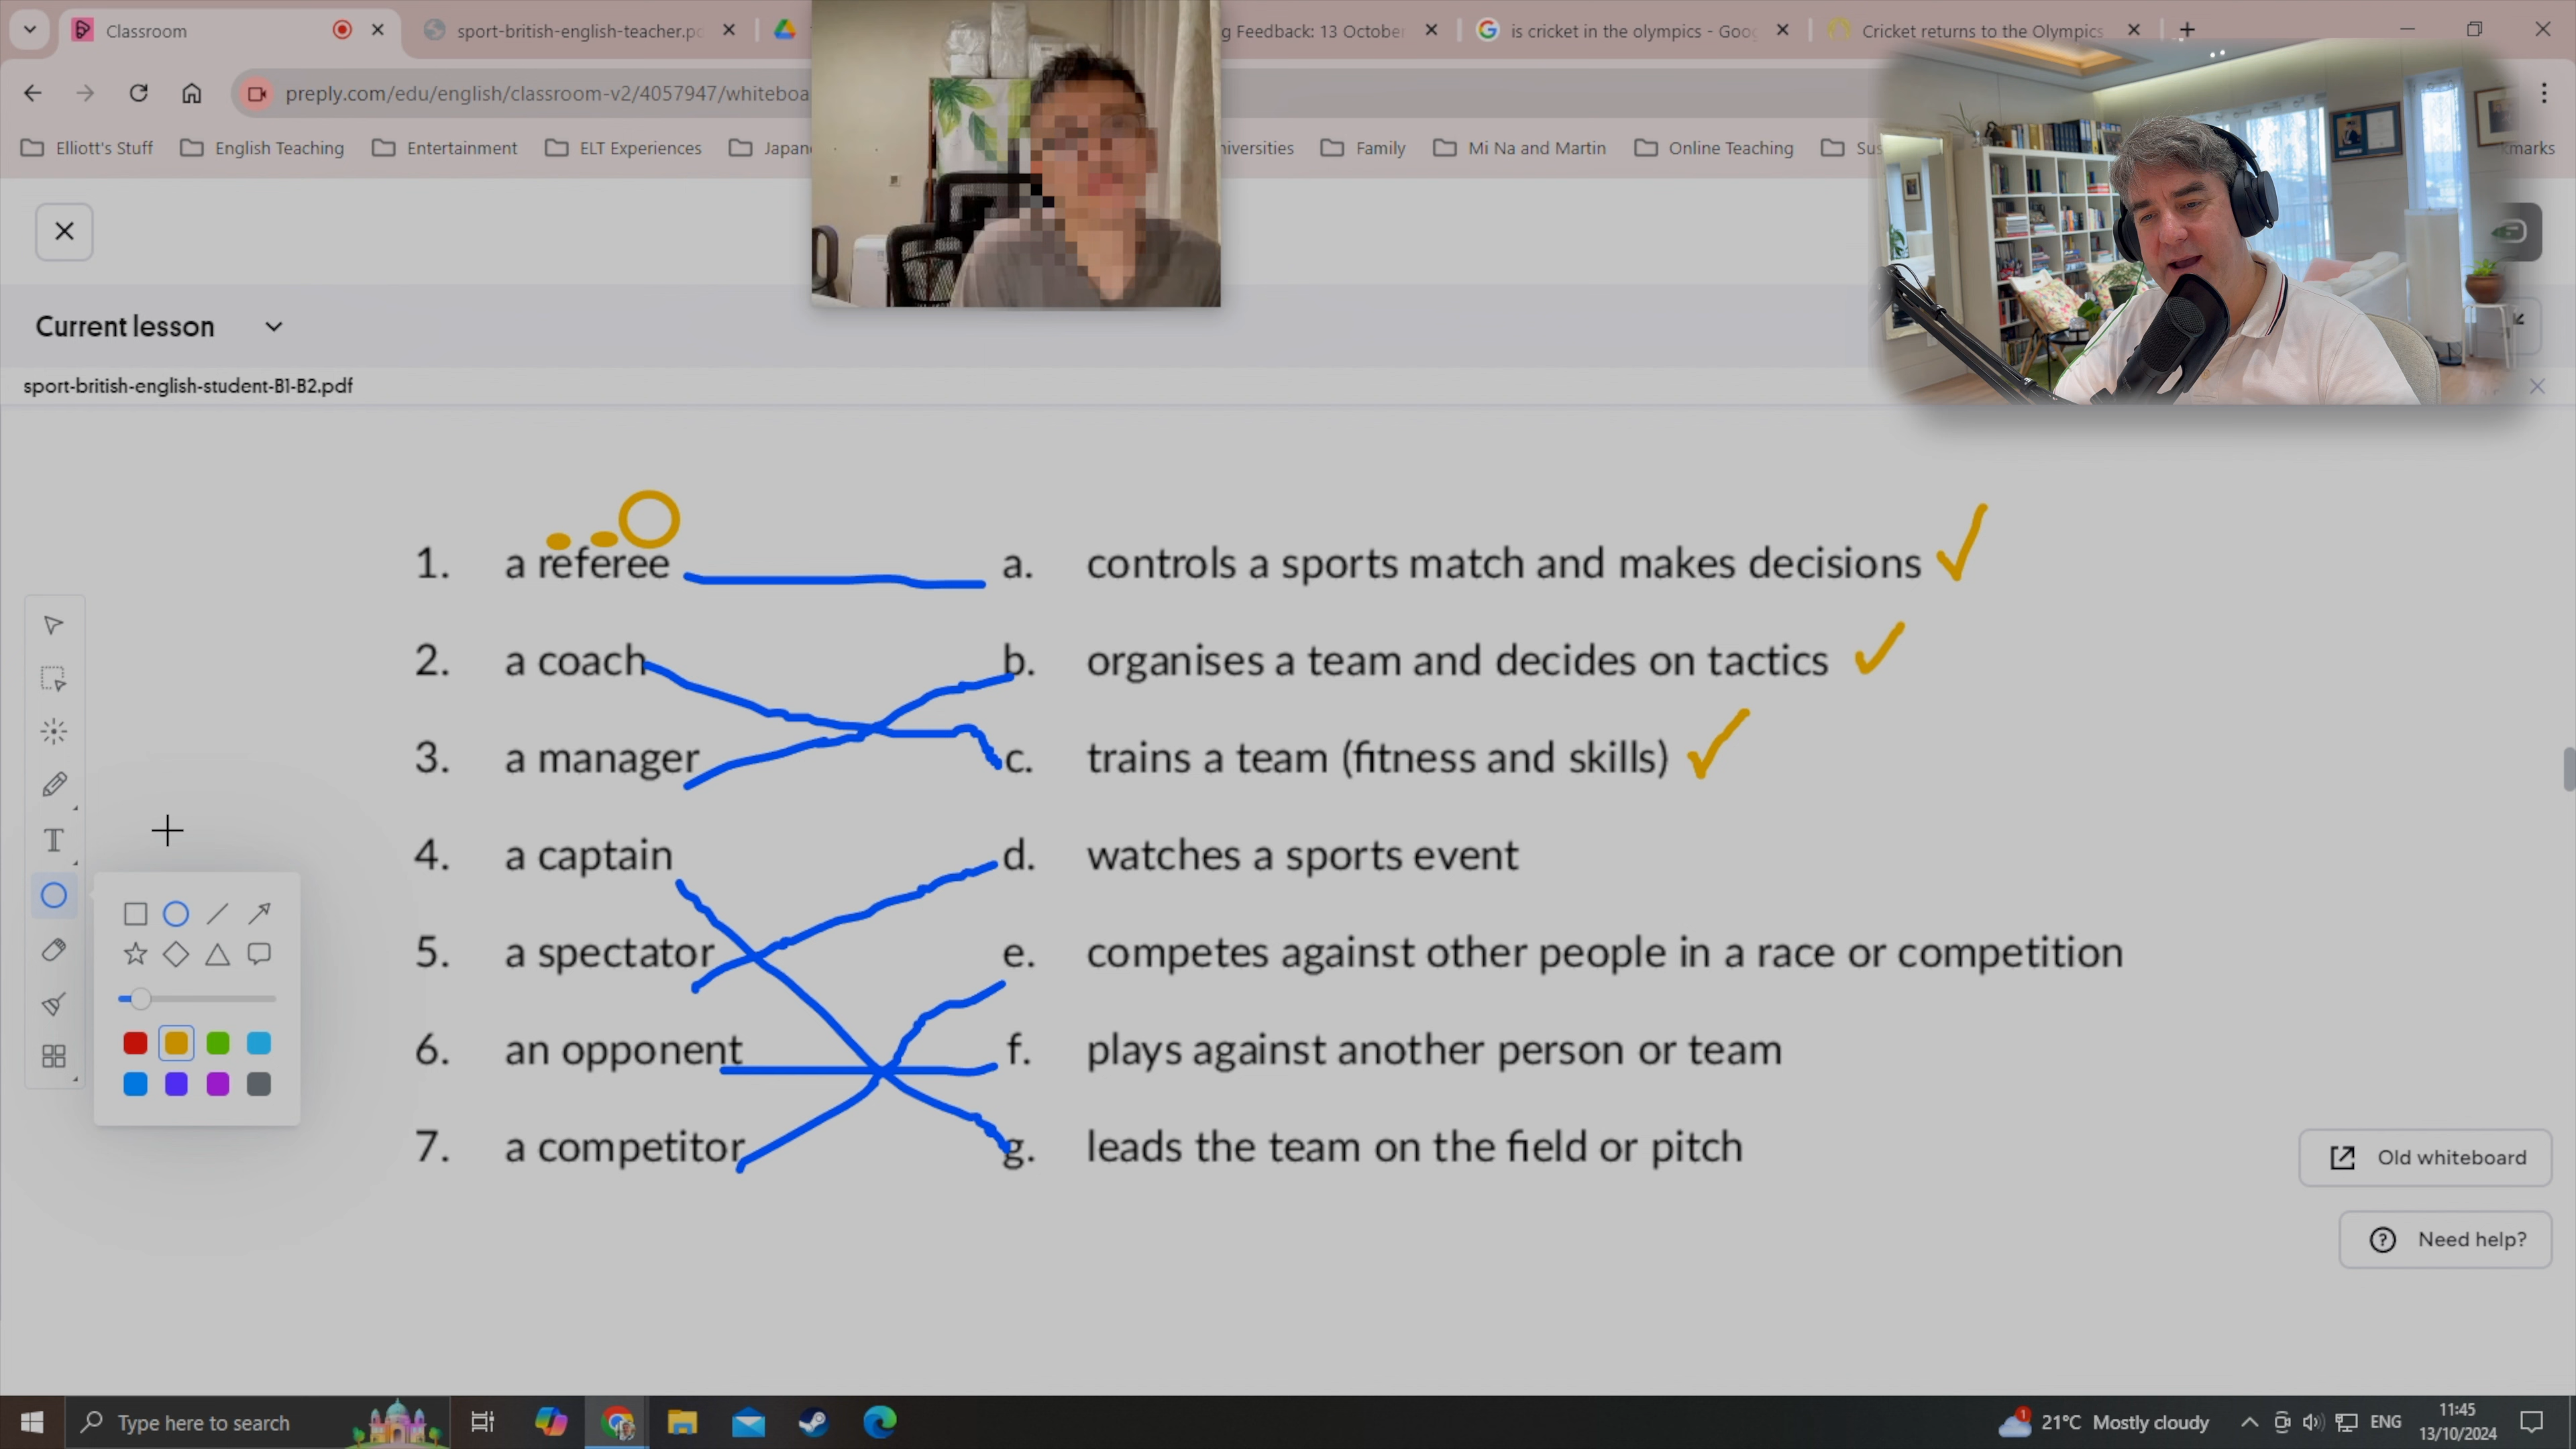 Classroom
sport-british-english-teacher.p
g Feedback: 13 October
is cricket in the olympics - Goo
Cricket returns to the Olympics
preply.com/edu/english/classroom-v2/4057947/whiteboa
Elliott's Stuff
English Teaching
Entertainment
ELT Experiences
Japan
iversities
Family
Mi Na and Martin
Online Teaching
Sus
kmarks
Current lesson
sport-british-english-student-B1-B2.pdf
1. a referee a. controls a sports match and makes decisions
2. a coach b. organises a team and decides on tactics
3. a manager c. trains a team (fitness and skills)
4. a captain d. watches a sports event
5. a spectator e. competes against other people in a race or competition
6. an opponent f. plays against another person or team
7. a competitor g. leads the team on the field or pitch
T
Old whiteboard
Need help?
Type here to search
1
21°C Mostly cloudy
ENG
11:45
13/10/2024